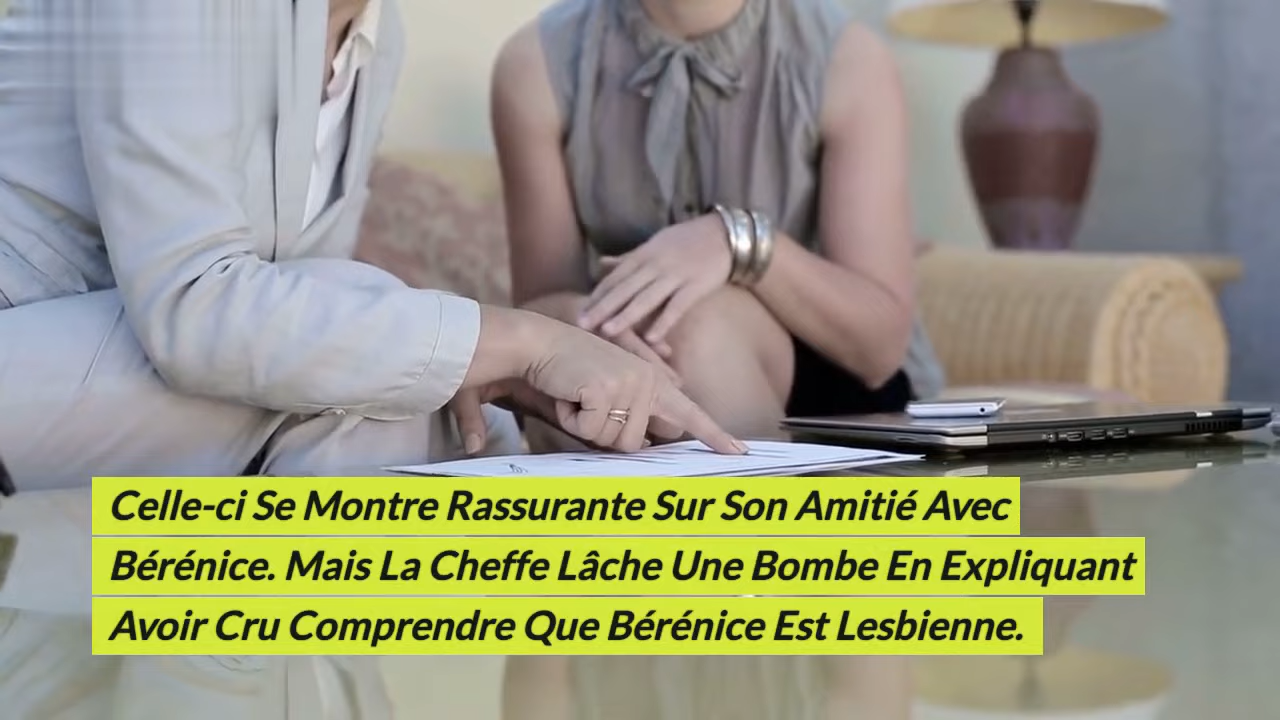 Celle-ci Se Montre Rassurante Sur Son Amitié Avec
Bérénice. Mais La Cheffe Lâche Une Bombe En Expliquant
Avoir Cru Comprendre Que Bérénice Est Lesbienne.